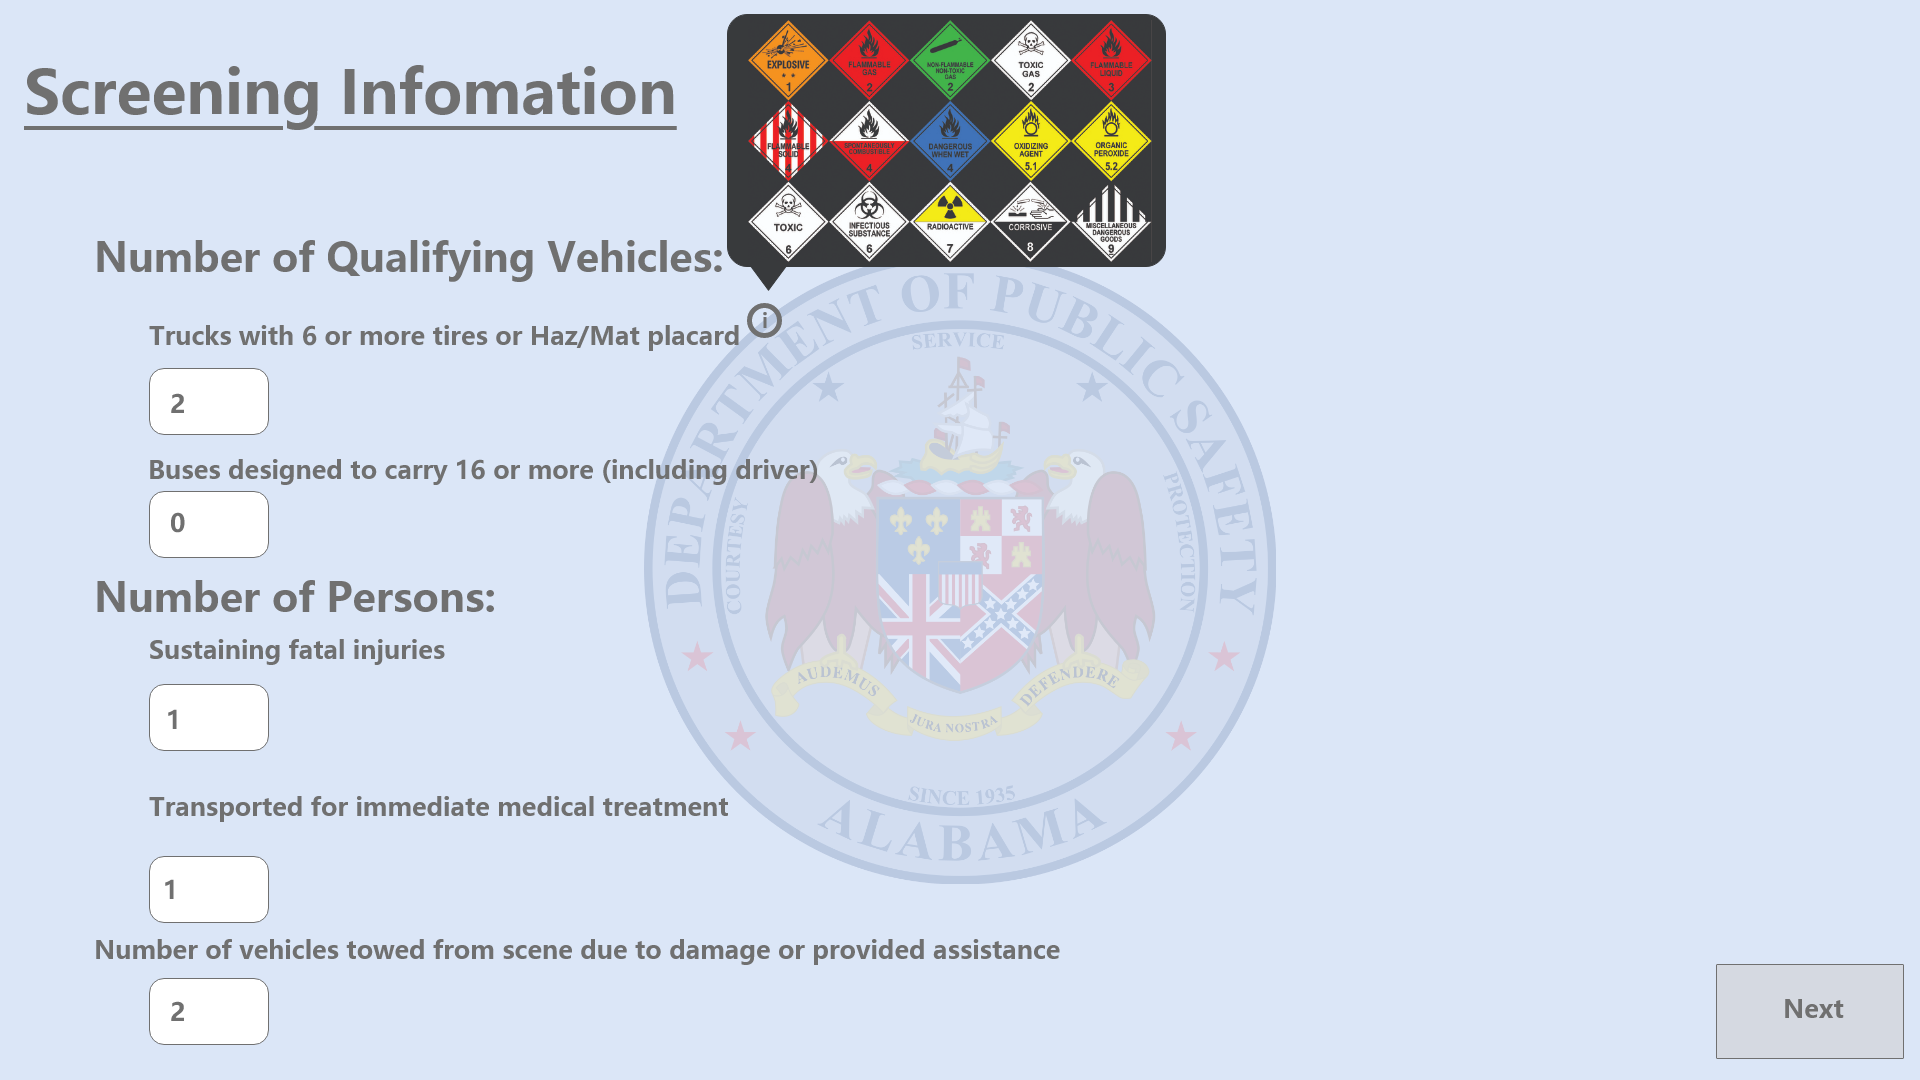 Screening Infomation
EXPLOSIVE
* *
1
FLAMMABLE
GAS
2
NON-FLAMMABLE
NON-TOXIC
GAS
2
TOXIC
GAS
2
FLAMMABLE
LIQUID
3
FLAMMABLE
SOLID
4
SPONTANEOUSLY
COMBUSTIBLE
4
DANGEROUS
WHEN WET
4
OXIDIZING
AGENT
5.1
ORGANIC
PEROXIDE
5.2
TOXIC
6
INFECTIOUS
SUBSTANCE
6
RADIOACTIVE
7
CORROSIVE
8
MISCELLANEOUS
DANGEROUS
GOODS
9
Number of Qualifying Vehicles:
Trucks with 6 or more tires or Haz/Mat placard i
2
Buses designed to carry 16 or more (including driver)
0
Number of Persons:
Sustaining fatal injuries
1
Transported for immediate medical treatment
1
Number of vehicles towed from scene due to damage or provided assistance
2
Next
DEPARTMENT OF PUBLIC SAFETY
SERVICE
COURTESY
PROTECTION
AUDEMUS
JURA NOSTRA
DEFENDERE
SINCE 1935
ALABAMA